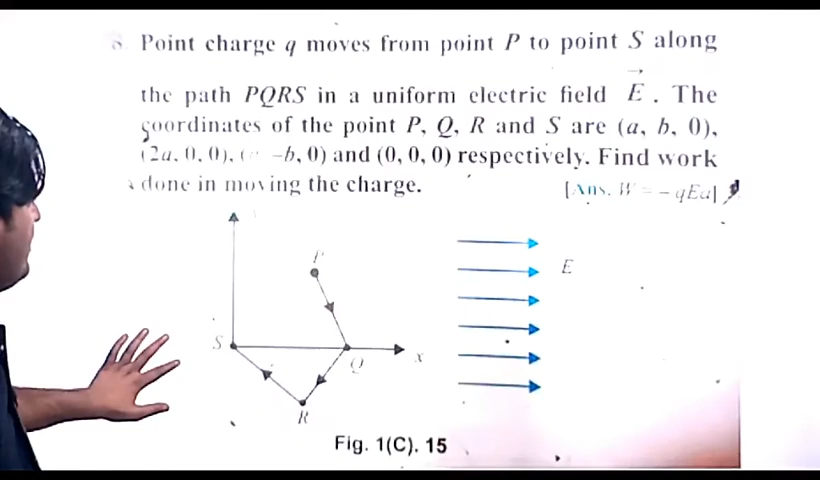 Point charge q moves from point P to point S along
the path PQRS in a uniform electric field E⃗. The
coordinates of the point P, Q, R and S are (a, b, 0),
(2a, 0, 0), ( -b, 0) and (0, 0, 0) respectively. Find work
done in moving the charge. [Ans. W = – qEa]
P
E
S
Q
x
R
Fig. 1(C). 15